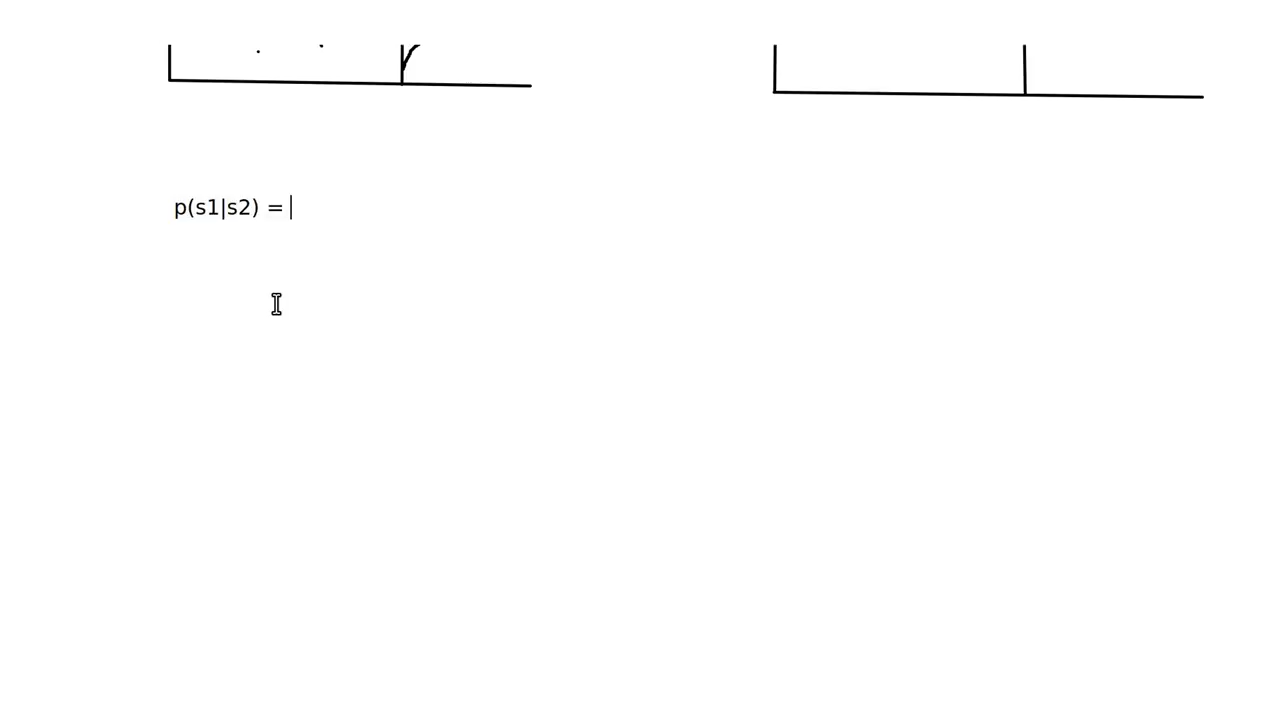 p(s1|s2) =